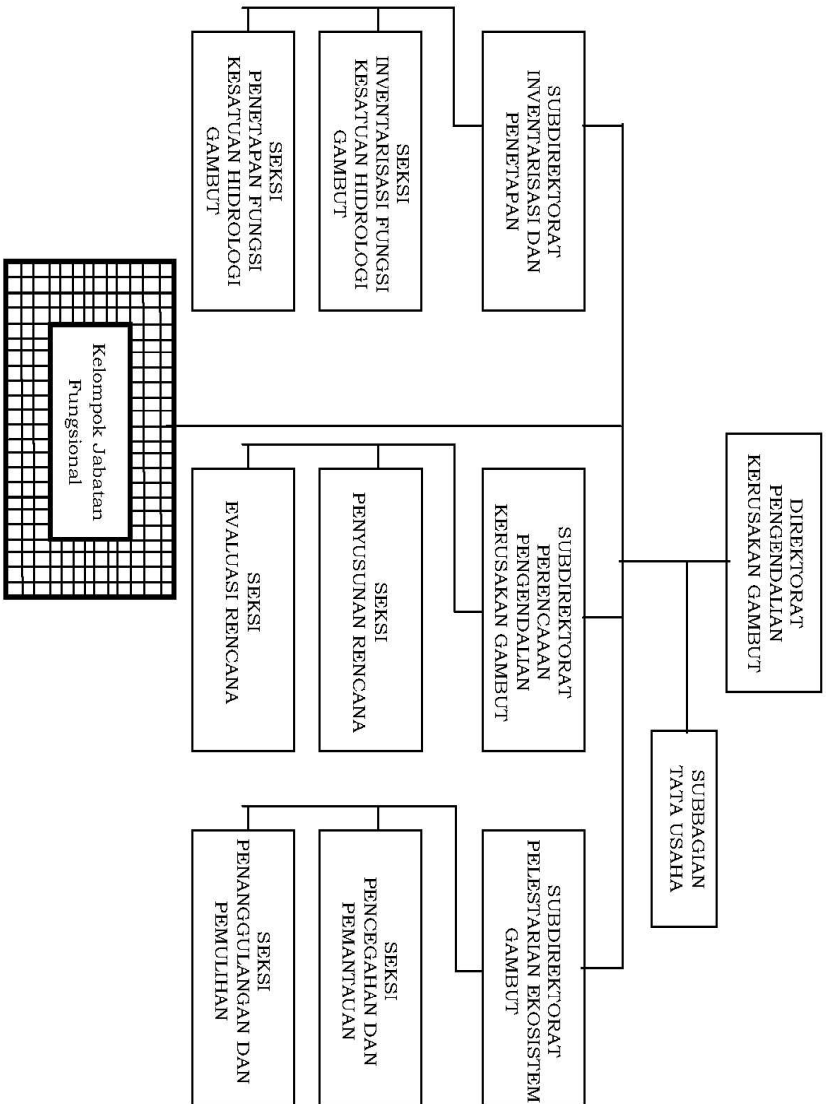 DIREKTORAT
PENGENDALIAN
KERUSAKAN GAMBUT
SUBBAGIAN
TATA USAHA
SUBDIREKTORAT
INVENTARISASI DAN
PENETAPAN
SUBDIREKTORAT
PERENCAAAN
PENGENDALIAN
KERUSAKAN GAMBUT
SUBDIREKTORAT
PELESTARIAN EKOSISTEM
GAMBUT
SEKSI
INVENTARISASI FUNGSI
KESATUAN HIDROLOGI
GAMBUT
SEKSI
PENYUSUNAN RENCANA
SEKSI
PENCEGAHAN DAN
PEMANTAUAN
SEKSI
PENETAPAN FUNGSI
KESATUAN HIDROLOGI
GAMBUT
SEKSI
EVALUASI RENCANA
SEKSI
PENANGGULANGAN DAN
PEMULIHAN
Kelompok Jabatan
Fungsional